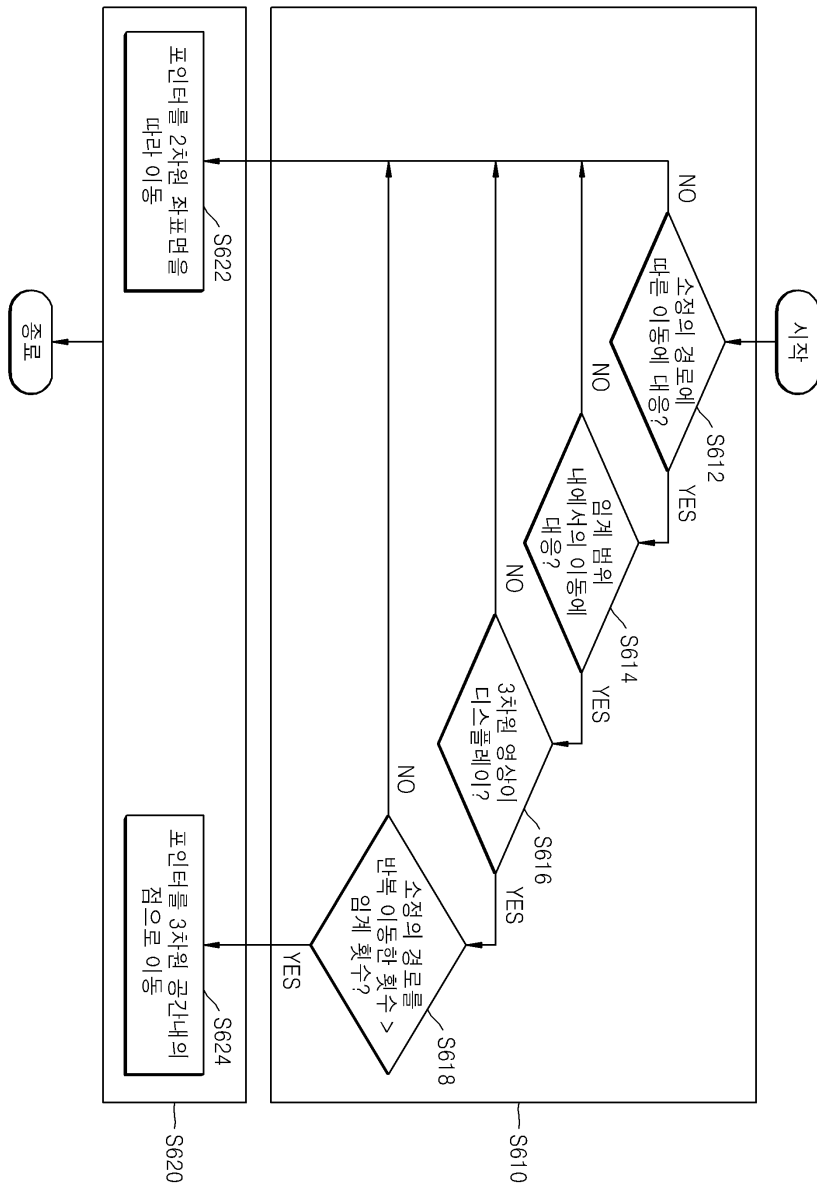 시작
소정의 경로에
따른 이동에 대응?
S612
NO
YES
임계 범위
내에서의 이동에
대응?
S614
NO
YES
3차원 영상이
디스플레이?
S616
NO
YES
소정의 경로를
반복 이동한 횟수 >
임계 횟수?
S618
NO
YES
S610
포인터를 2차원 좌표면을
따라 이동
S622
포인터를 3차원 공간내의
점으로 이동
S624
S620
종료